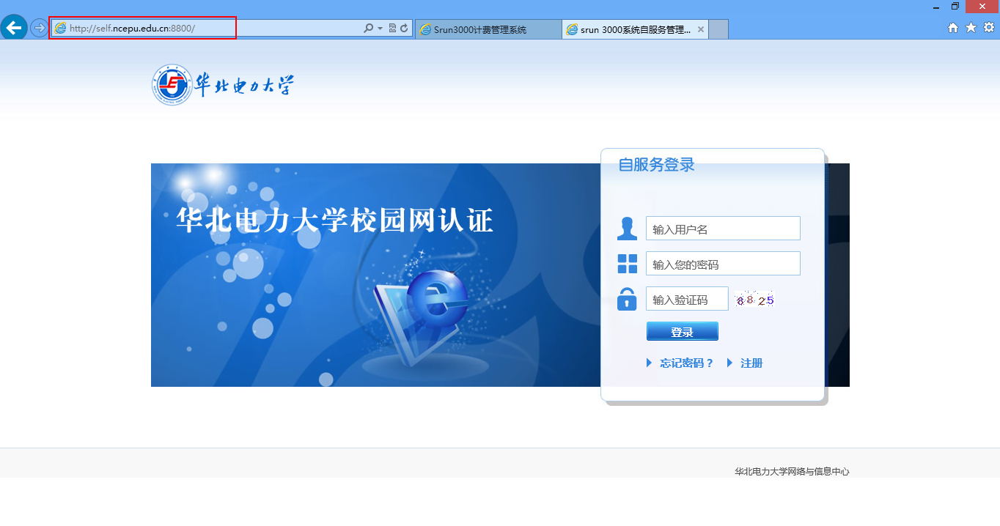 http://self.ncepu.edu.cn:8800/
Srun3000计费管理系统
srun 3000系统自服务管理...
华北电力大学
自服务登录
华北电力大学校园网认证
输入用户名
输入您的密码
输入验证码
8825
登录
忘记密码？
注册
华北电力大学网络与信息中心